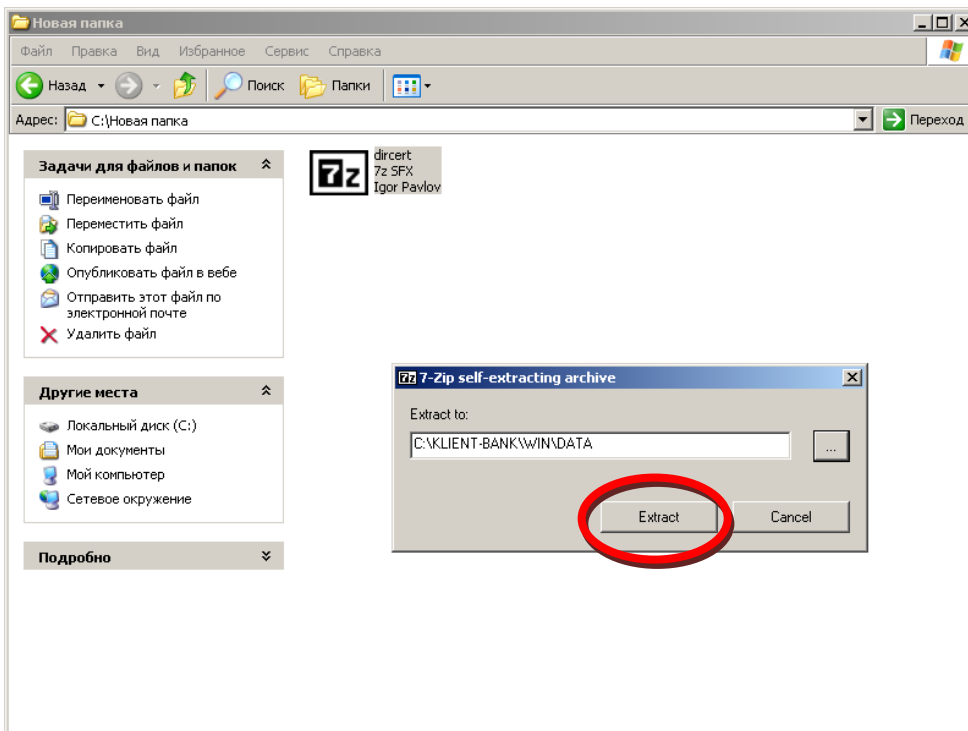 Новая папка
Файл Правка Вид Избранное Сервис Справка
Назад Поиск Папки
Адрес: C:\Новая папка Переход
Задачи для файлов и папок
Переименовать файл
Переместить файл
Копировать файл
Опубликовать файл в вебе
Отправить этот файл по
электронной почте
Удалить файл
Другие места
Локальный диск (C:)
Мои документы
Мой компьютер
Сетевое окружение
Подробно
7z
dircert
7z SFX
Igor Pavlov
7z 7-Zip self-extracting archive
Extract to:
C:\KLIENT-BANK\WIN\DATA
...
Extract Cancel